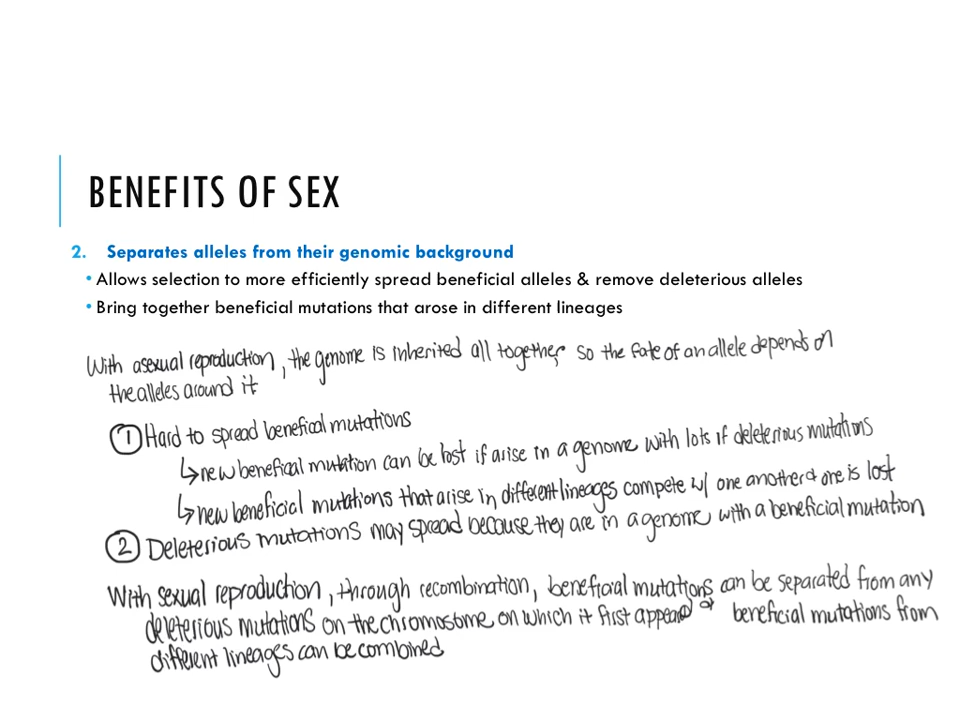 BENEFITS OF SEX
2. Separates alleles from their genomic background
• Allows selection to more efficiently spread beneficial alleles & remove deleterious alleles
• Bring together beneficial mutations that arose in different lineages
With asexual reproduction, the genome is inherited all together, so the fate of an allele depends on
the alleles around it
① Hard to spread benefical mutations
↳ new benefical mutation can be lost if arise in a genome with lots if deleterious mutations
↳ new beneficial mutations that arise in different lineages compete w/ one another & one is lost
② Deleterious mutations may spread because they are in a genome with a beneficial mutation
With sexual reproduction, through recombination, beneficial mutations can be separated from any
deleterious mutations on the chromosome on which it first appeard & beneficial mutations from
different lineages can be combined